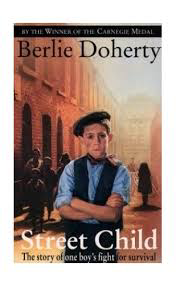 BY THE WINNER OF THE CARNEGIE MEDAL
Berlie Doherty
Street Child
The story of one boy's fight for survival